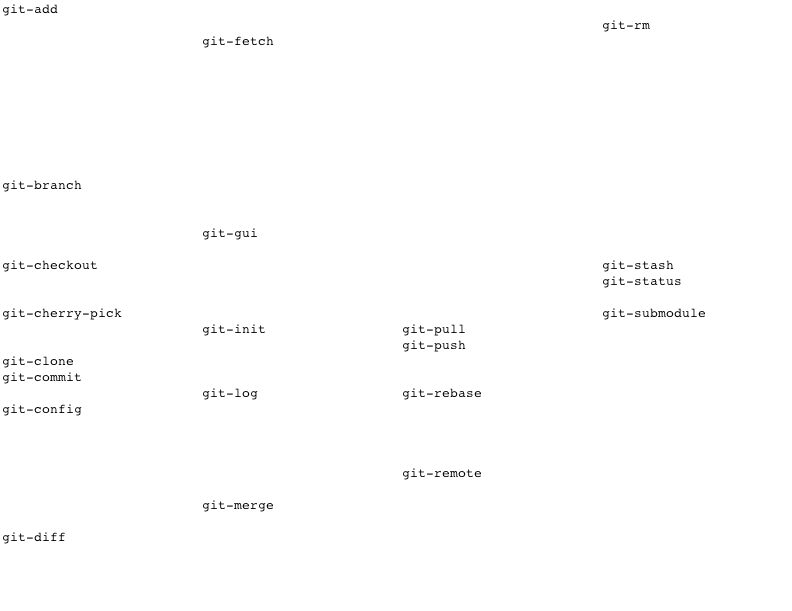 git-add
git-branch
git-checkout
git-cherry-pick
git-clone
git-commit
git-config
git-diff
git-fetch
git-gui
git-init
git-log
git-merge
git-pull
git-push
git-rebase
git-remote
git-rm
git-stash
git-status
git-submodule